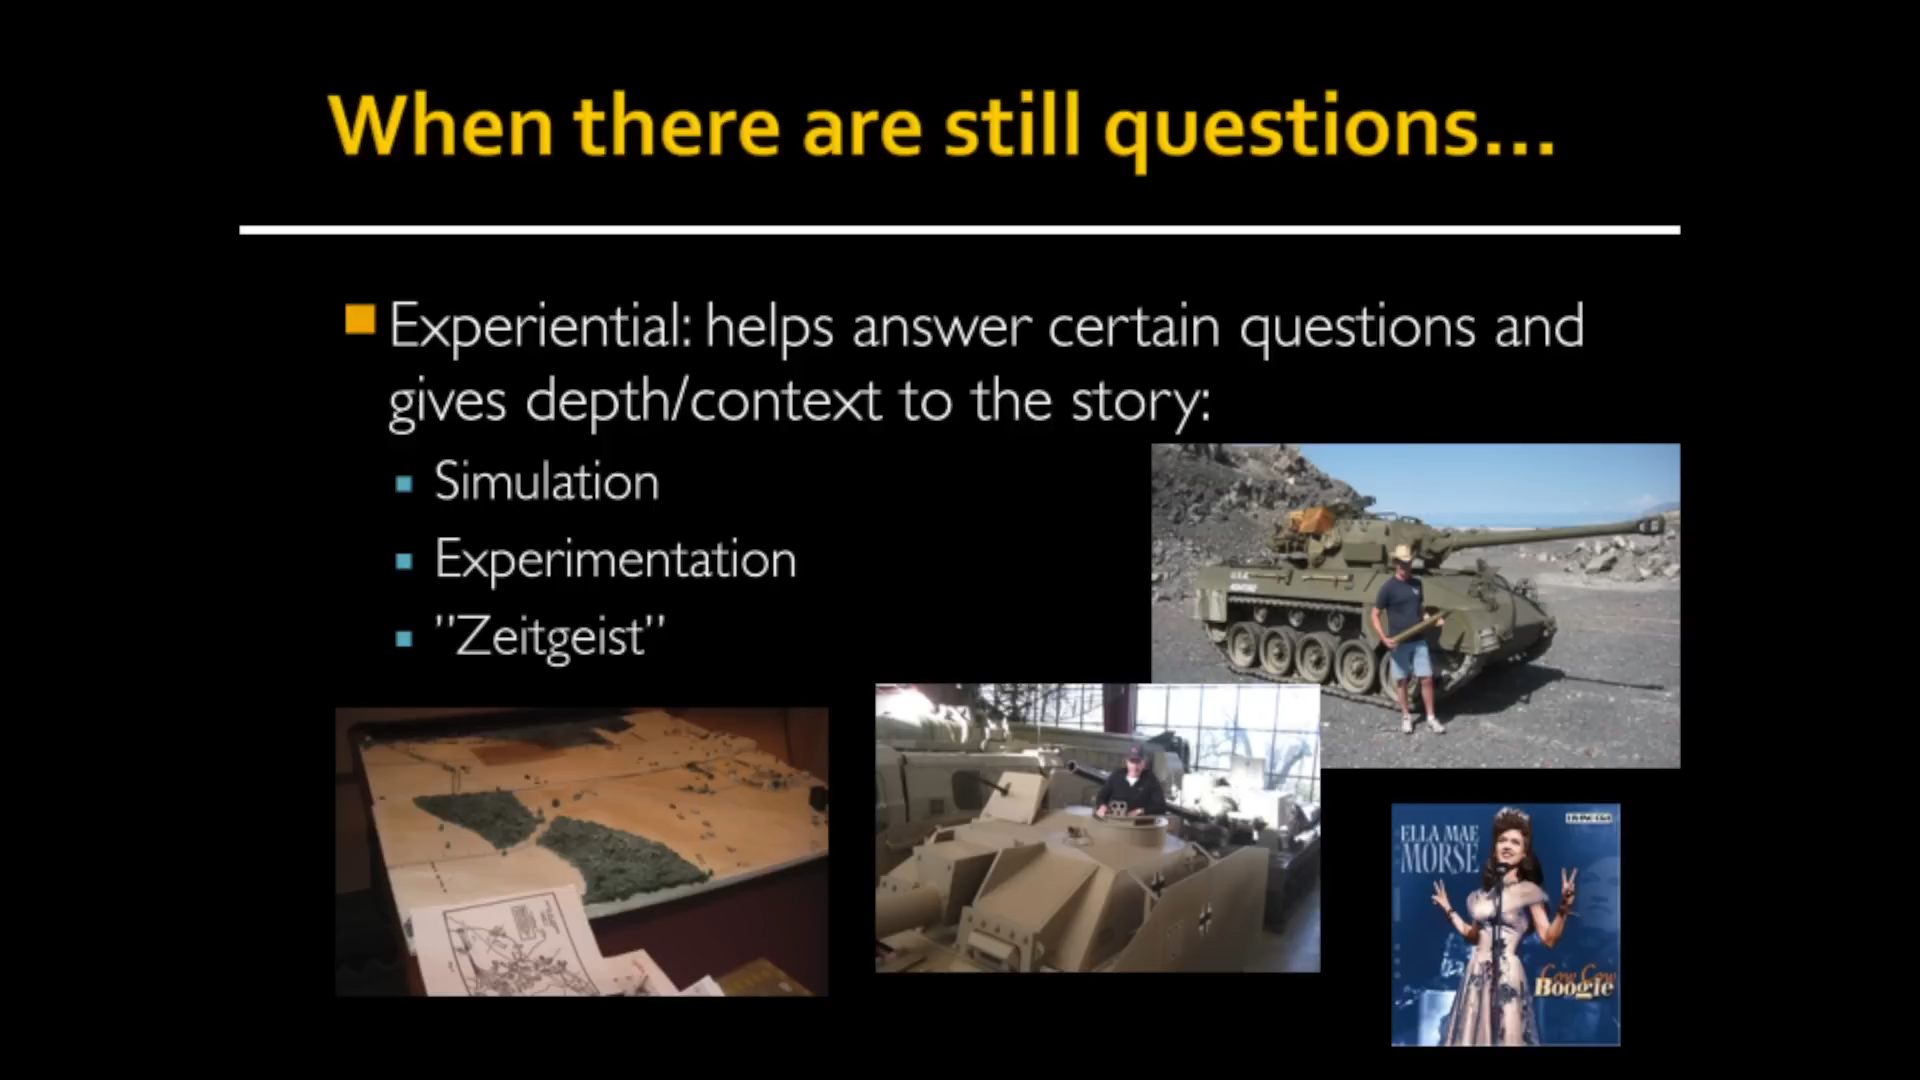 When there are still questions...
Experiential: helps answer certain questions and
gives depth/context to the story:
Simulation
Experimentation
"Zeitgeist"
U.S.A.
ELLA MAE
MORSE
Cow Cow
Boogie